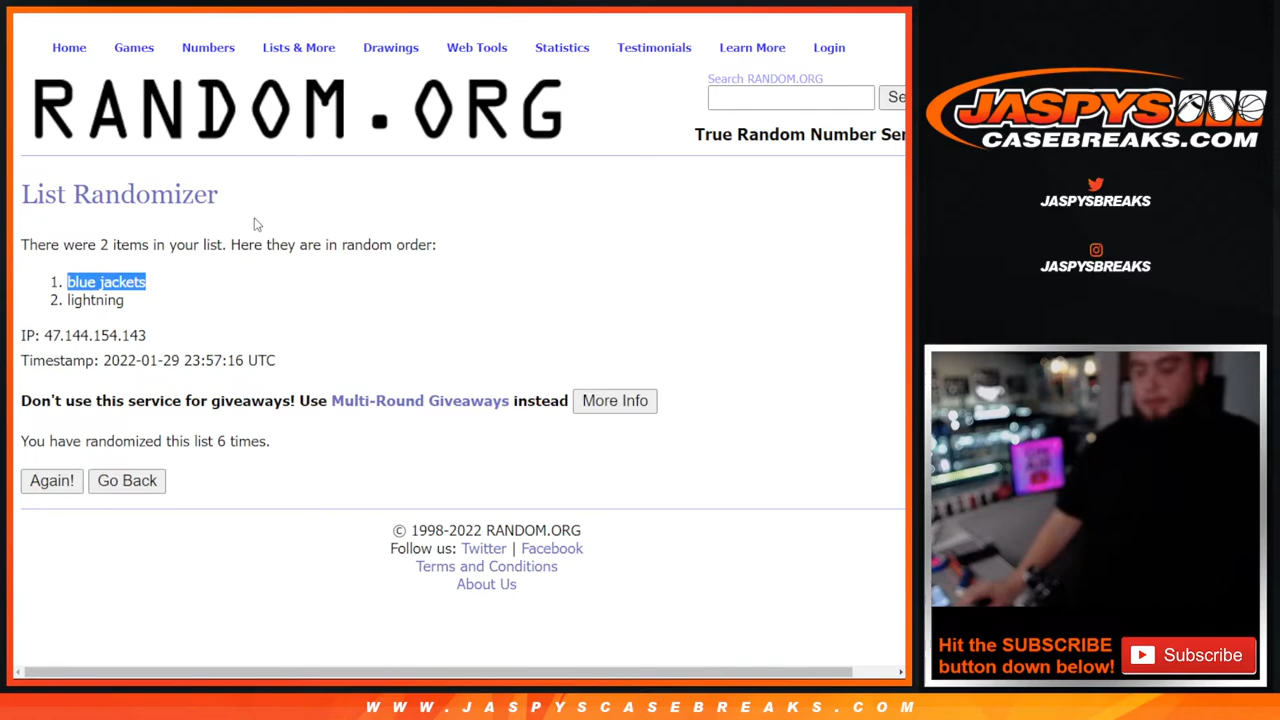 Home Games Numbers Lists & More Drawings Web Tools Statistics Testimonials Learn More Login
Search RANDOM.ORG
RANDOM.ORG
Se
True Random Number Ser
List Randomizer
There were 2 items in your list. Here they are in random order:
1. blue jackets
2. lightning
IP: 47.144.154.143
Timestamp: 2022-01-29 23:57:16 UTC
Don't use this service for giveaways! Use Multi-Round Giveaways instead More Info
You have randomized this list 6 times.
Again! Go Back
© 1998-2022 RANDOM.ORG
Follow us: Twitter | Facebook
Terms and Conditions
About Us
JASPYS
CASEBREAKS.COM
JASPYSBREAKS
JASPYSBREAKS
Hit the SUBSCRIBE
button down below!
Subscribe
WWW.JASPYSCASEBREAKS.COM